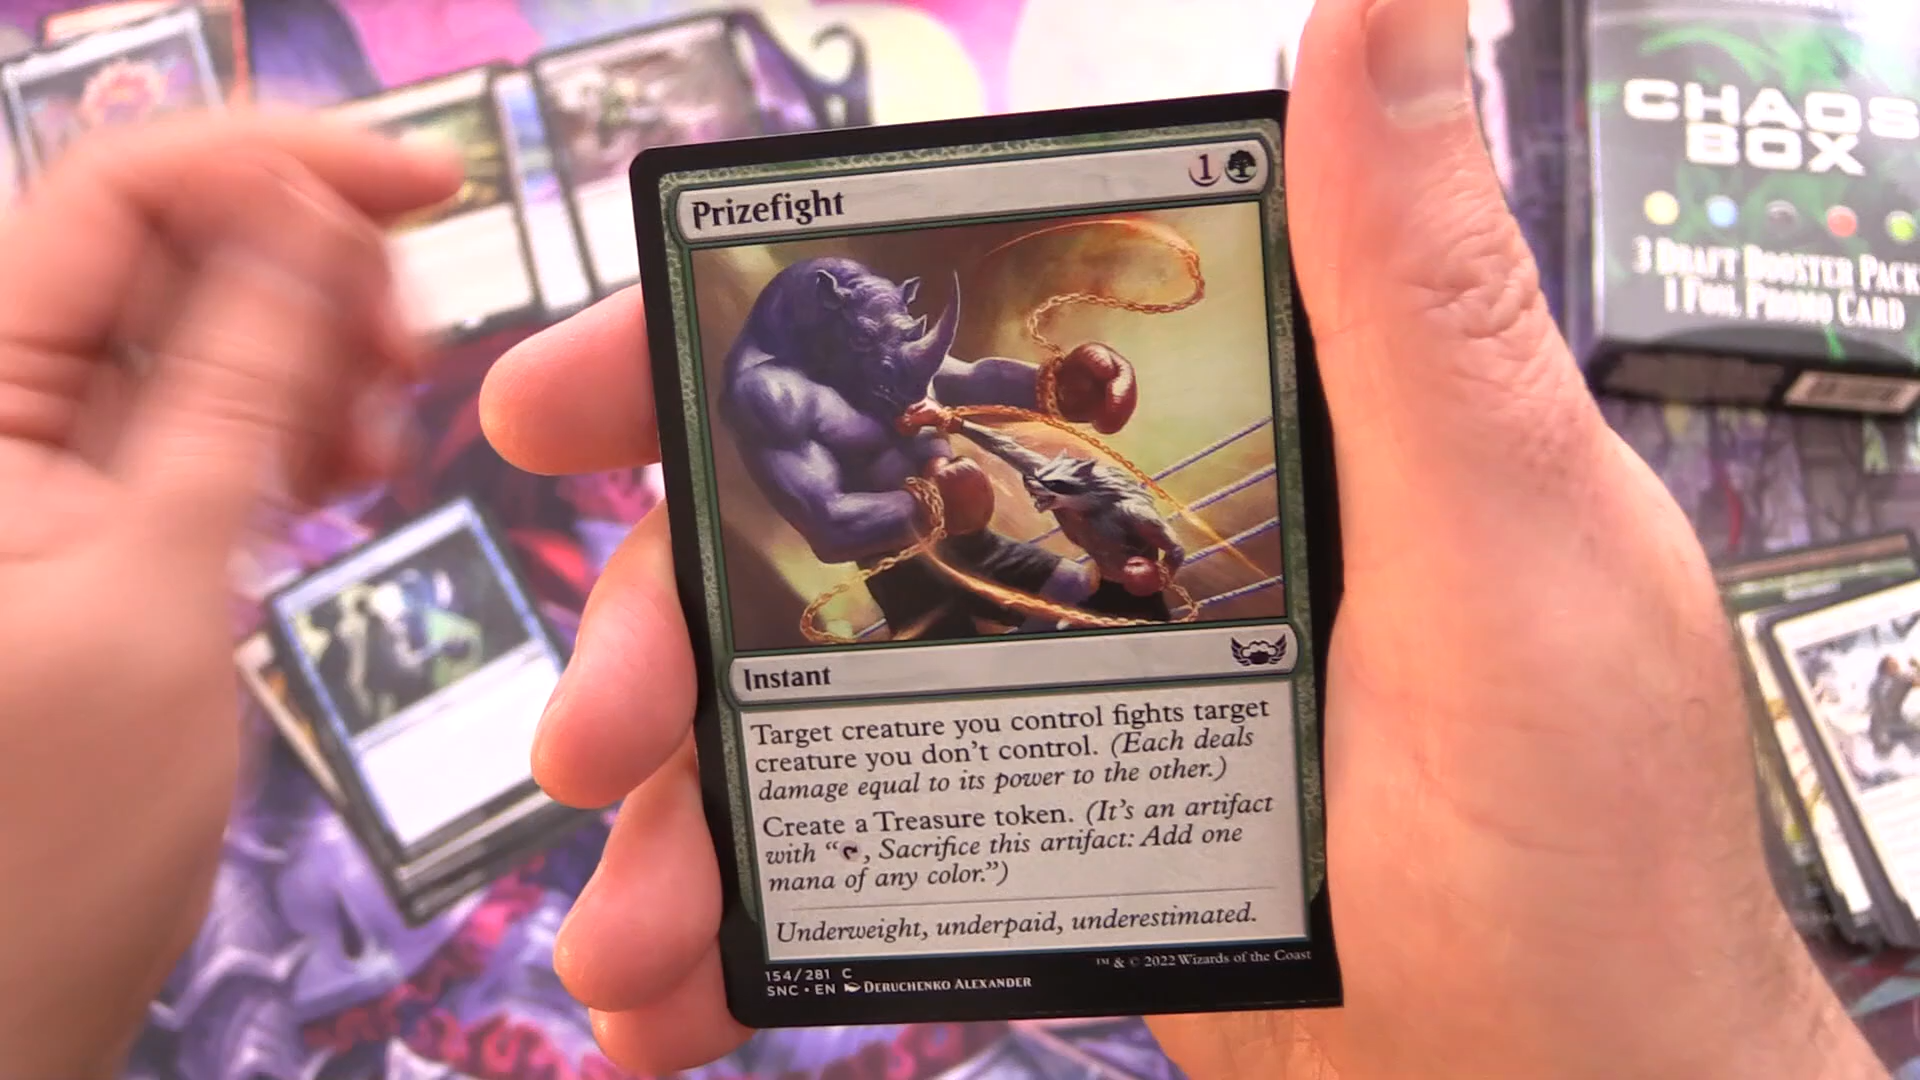 Prizefight
1
Instant
Target creature you control fights target
creature you don't control. (Each deals
damage equal to its power to the other.)
Create a Treasure token. (It's an artifact
with “ , Sacrifice this artifact: Add one
mana of any color.”)
Underweight, underpaid, underestimated.
154/281 C
SNC • EN DERUCHENKO ALEXANDER
™ & © 2022 Wizards of the Coast
CHAOS
BOX
3 DRAFT BOOSTER PACK
1 FOIL PROMO CARD